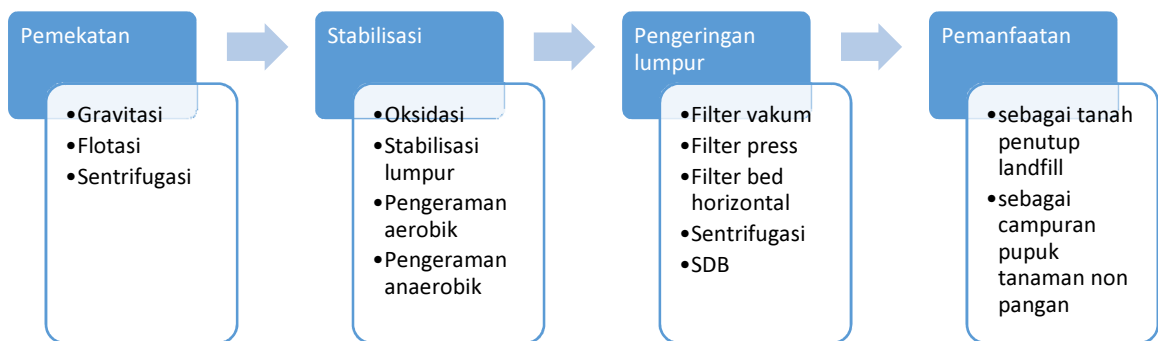 Pemekatan
•Gravitasi
•Flotasi
•Sentrifugasi
Stabilisasi
•Oksidasi
•Stabilisasi
lumpur
•Pengeraman
aerobik
•Pengeraman
anaerobik
Pengeringan
lumpur
•Filter vakum
•Filter press
•Filter bed
horizontal
•Sentrifugasi
•SDB
Pemanfaatan
•sebagai tanah
penutup
landfill
•sebagai
campuran
pupuk
tanaman non
pangan